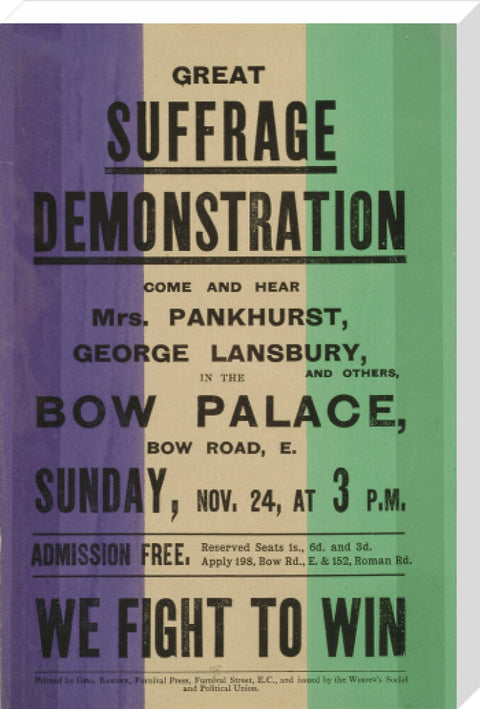 GREAT
SUFFRAGE
DEMONSTRATION
COME AND HEAR
Mrs. PANKHURST,
GEORGE LANSBURY,
AND OTHERS,
IN THE
BOW PALACE,
BOW ROAD, E.
SUNDAY, NOV. 24, AT 3 P.M.
ADMISSION FREE. Reserved Seats 1s., 6d. and 3d.
Apply 198, Bow Rd., E. & 152, Roman Rd.
WE FIGHT TO WIN
Printed by Geo, Barber, Furnival Press, Furnival Street, E.C., and issued by the Women's Social
and Political Union.